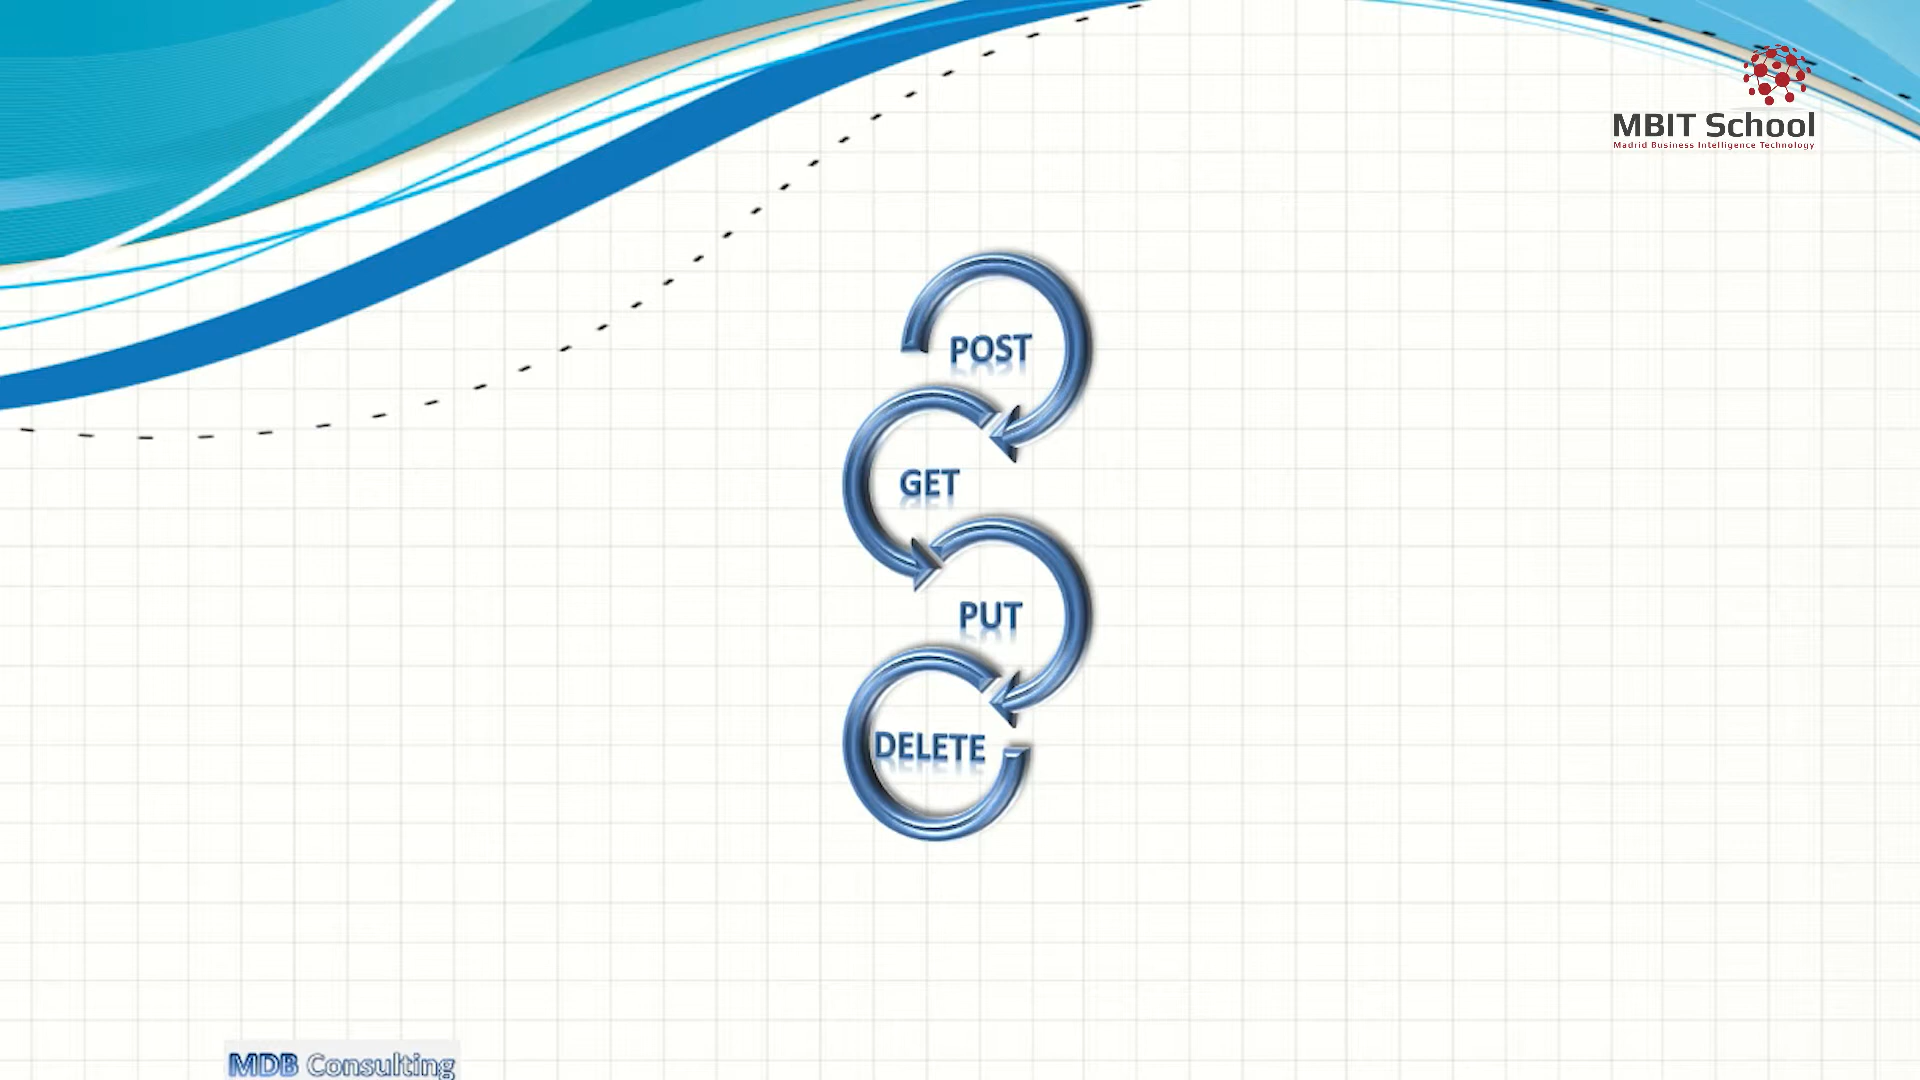 MBIT School
Madrid Business Intelligence Technology
POST
GET
PUT
DELETE
MDB Consulting